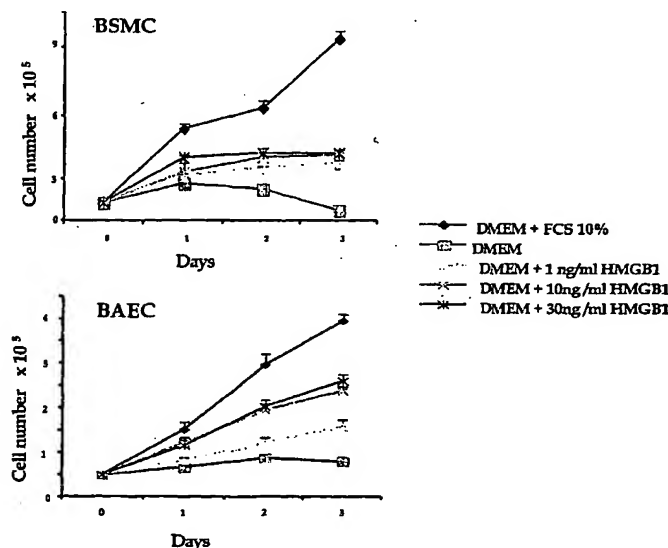 BSMC
Cell number x 10⁵
9
6
3
0
0 1 2 3
Days
DMEM + FCS 10%
DMEM
DMEM + 1 ng/ml HMGB1
DMEM + 10ng/ml HMGB1
DMEM + 30ng/ml HMGB1
BAEC
Cell number x 10⁵
4
2
1
0
0 1 2 3
Days